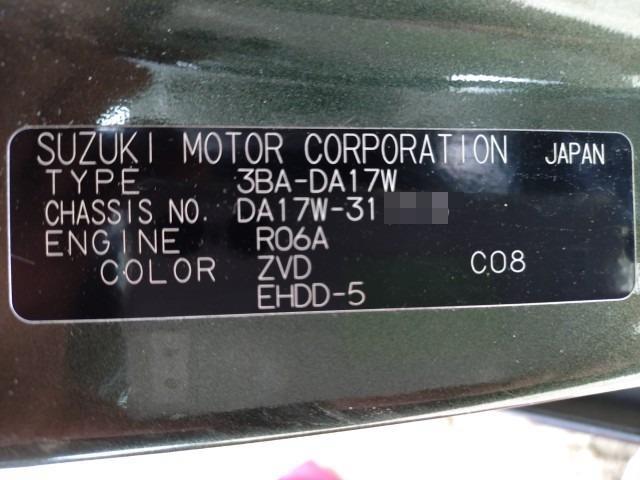 SUZUKI MOTOR CORPORATION JAPAN
TYPE 3BA-DA17W
CHASSIS NO. DA17W-31
ENGINE R06A
COLOR ZVD C08
EHDD-5